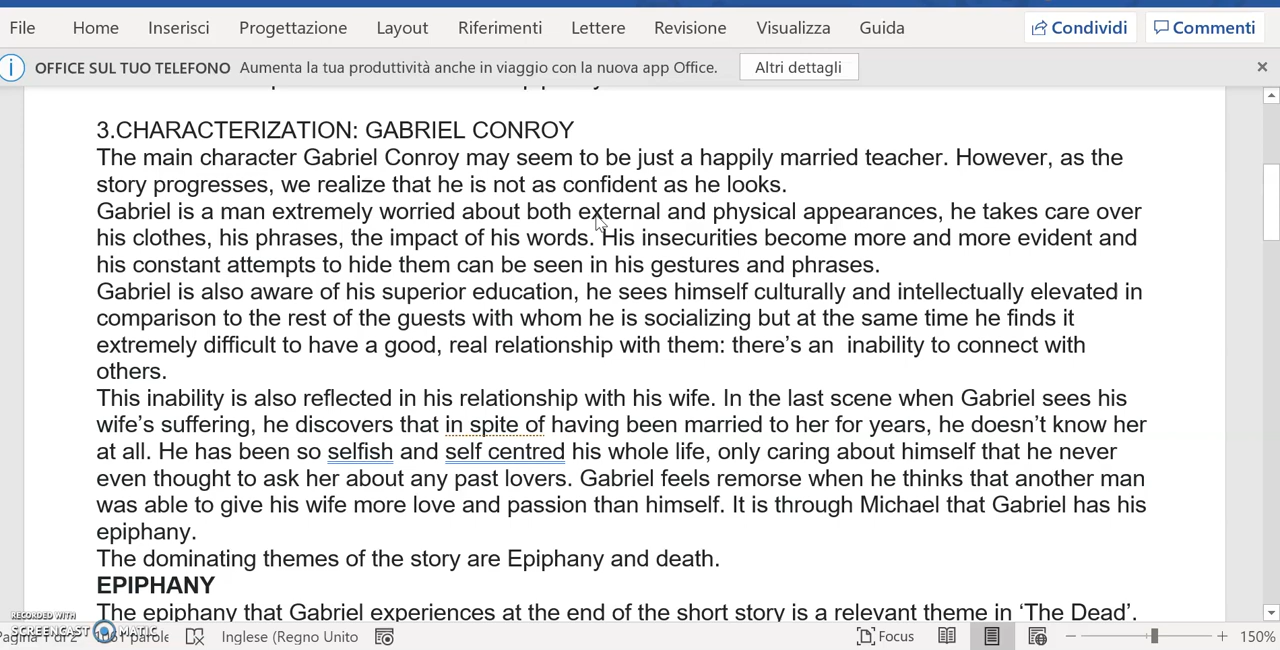 File Home Inserisci Progettazione Layout Riferimenti Lettere Revisione Visualizza Guida Condividi Commenti
OFFICE SUL TUO TELEFONO Aumenta la tua produttività anche in viaggio con la nuova app Office. Altri dettagli
3.CHARACTERIZATION: GABRIEL CONROY
The main character Gabriel Conroy may seem to be just a happily married teacher. However, as the
story progresses, we realize that he is not as confident as he looks.
Gabriel is a man extremely worried about both external and physical appearances, he takes care over
his clothes, his phrases, the impact of his words. His insecurities become more and more evident and
his constant attempts to hide them can be seen in his gestures and phrases.
Gabriel is also aware of his superior education, he sees himself culturally and intellectually elevated in
comparison to the rest of the guests with whom he is socializing but at the same time he finds it
extremely difficult to have a good, real relationship with them: there’s an  inability to connect with
others.
This inability is also reflected in his relationship with his wife. In the last scene when Gabriel sees his
wife’s suffering, he discovers that in spite of having been married to her for years, he doesn’t know her
at all. He has been so selfish and self centred his whole life, only caring about himself that he never
even thought to ask her about any past lovers. Gabriel feels remorse when he thinks that another man
was able to give his wife more love and passion than himself. It is through Michael that Gabriel has his
epiphany.
The dominating themes of the story are Epiphany and death.
EPIPHANY
The epiphany that Gabriel experiences at the end of the short story is a relevant theme in ‘The Dead’.
RECORDED WITH
SCREENCAST MATIC
Inglese (Regno Unito Focus 150%